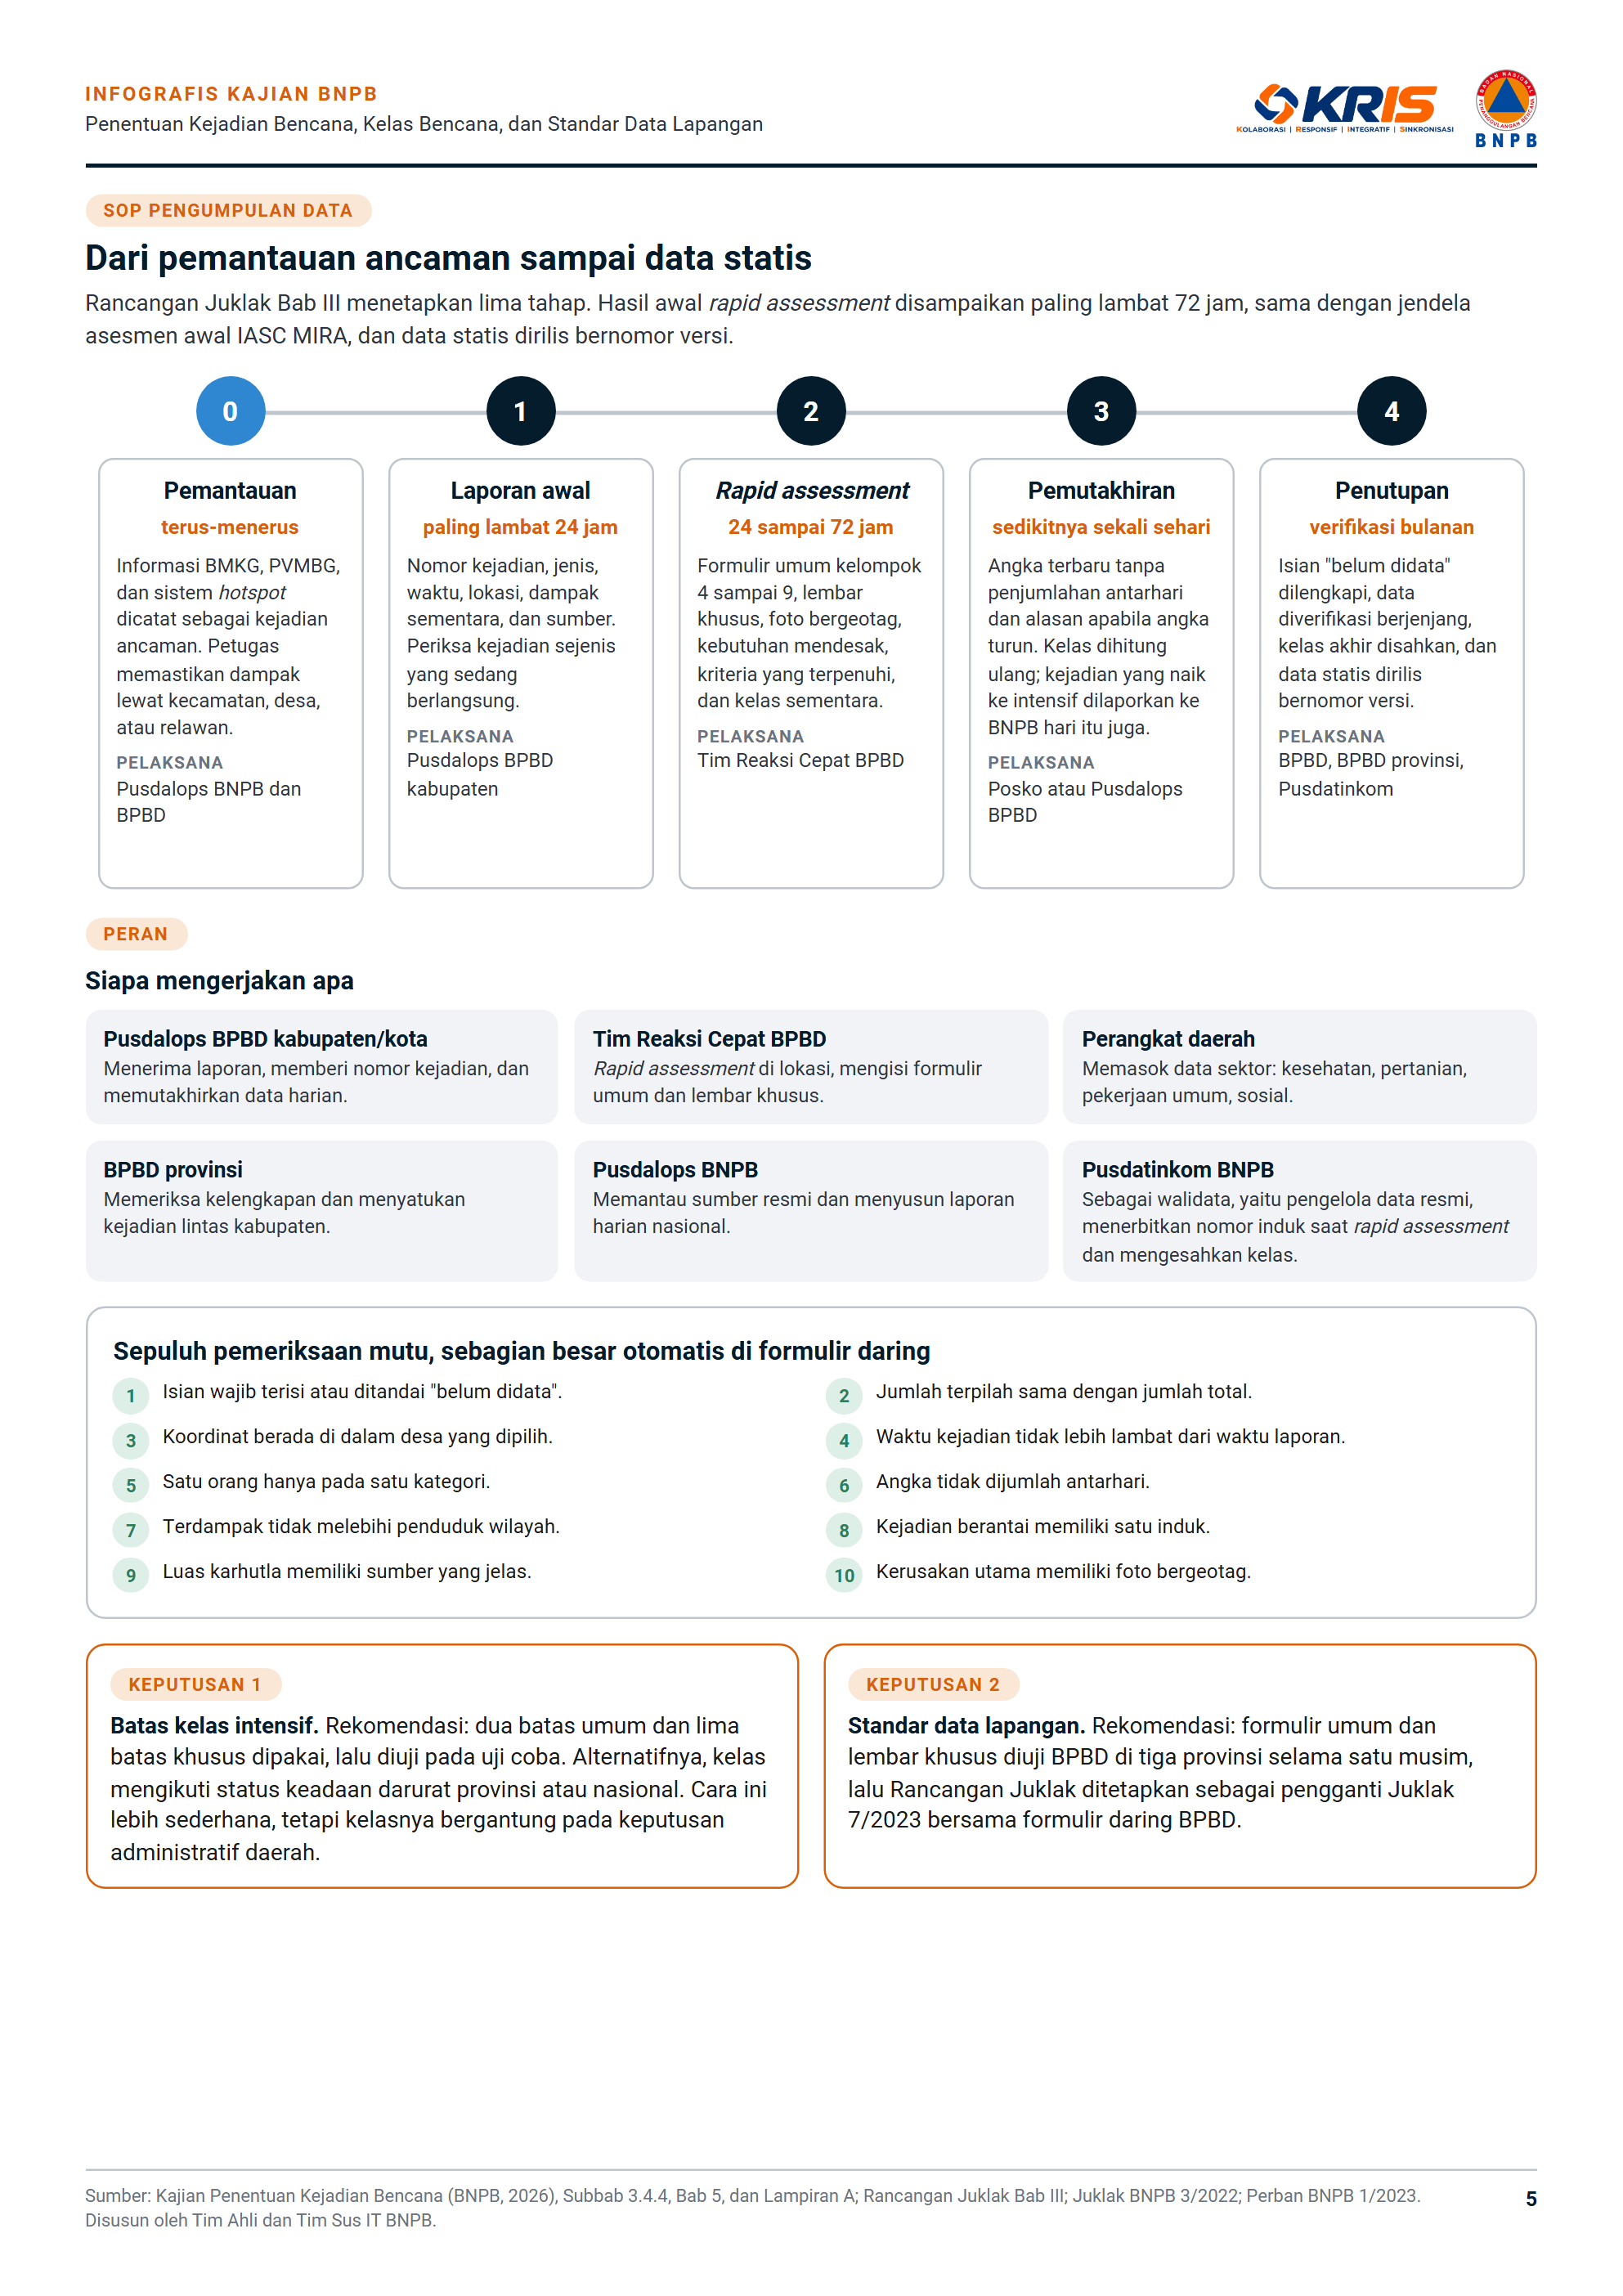 INFOGRAFIS KAJIAN BNPB
Penentuan Kejadian Bencana, Kelas Bencana, dan Standar Data Lapangan
KRIS
KOLABORASI | RESPONSIF | INTEGRATIF | SINKRONISASI
BADAN NASIONAL
PENANGGULANGAN BENCANA
BNPB
SOP PENGUMPULAN DATA
Dari pemantauan ancaman sampai data statis
Rancangan Juklak Bab III menetapkan lima tahap. Hasil awal rapid assessment disampaikan paling lambat 72 jam, sama dengan jendela
asesmen awal IASC MIRA, dan data statis dirilis bernomor versi.
0
Pemantauan
terus-menerus
Informasi BMKG, PVMBG,
dan sistem hotspot
dicatat sebagai kejadian
ancaman. Petugas
memastikan dampak
lewat kecamatan, desa,
atau relawan.
PELAKSANA
Pusdalops BNPB dan
BPBD
1
Laporan awal
paling lambat 24 jam
Nomor kejadian, jenis,
waktu, lokasi, dampak
sementara, dan sumber.
Periksa kejadian sejenis
yang sedang
berlangsung.
PELAKSANA
Pusdalops BPBD
kabupaten
2
Rapid assessment
24 sampai 72 jam
Formulir umum kelompok
4 sampai 9, lembar
khusus, foto bergeotag,
kebutuhan mendesak,
kriteria yang terpenuhi,
dan kelas sementara.
PELAKSANA
Tim Reaksi Cepat BPBD
3
Pemutakhiran
sedikitnya sekali sehari
Angka terbaru tanpa
penjumlahan antarhari
dan alasan apabila angka
turun. Kelas dihitung
ulang; kejadian yang naik
ke intensif dilaporkan ke
BNPB hari itu juga.
PELAKSANA
Posko atau Pusdalops
BPBD
4
Penutupan
verifikasi bulanan
Isian "belum didata"
dilengkapi, data
diverifikasi berjenjang,
kelas akhir disahkan, dan
data statis dirilis
bernomor versi.
PELAKSANA
BPBD, BPBD provinsi,
Pusdatinkom
PERAN
Siapa mengerjakan apa
Pusdalops BPBD kabupaten/kota
Menerima laporan, memberi nomor kejadian, dan
memutakhirkan data harian.
Tim Reaksi Cepat BPBD
Rapid assessment di lokasi, mengisi formulir
umum dan lembar khusus.
Perangkat daerah
Memasok data sektor: kesehatan, pertanian,
pekerjaan umum, sosial.
BPBD provinsi
Memeriksa kelengkapan dan menyatukan
kejadian lintas kabupaten.
Pusdalops BNPB
Memantau sumber resmi dan menyusun laporan
harian nasional.
Pusdatinkom BNPB
Sebagai walidata, yaitu pengelola data resmi,
menerbitkan nomor induk saat rapid assessment
dan mengesahkan kelas.
Sepuluh pemeriksaan mutu, sebagian besar otomatis di formulir daring
1 Isian wajib terisi atau ditandai "belum didata".
2 Jumlah terpilah sama dengan jumlah total.
3 Koordinat berada di dalam desa yang dipilih.
4 Waktu kejadian tidak lebih lambat dari waktu laporan.
5 Satu orang hanya pada satu kategori.
6 Angka tidak dijumlah antarhari.
7 Terdampak tidak melebihi penduduk wilayah.
8 Kejadian berantai memiliki satu induk.
9 Luas karhutla memiliki sumber yang jelas.
10 Kerusakan utama memiliki foto bergeotag.
KEPUTUSAN 1
Batas kelas intensif. Rekomendasi: dua batas umum dan lima
batas khusus dipakai, lalu diuji pada uji coba. Alternatifnya, kelas
mengikuti status keadaan darurat provinsi atau nasional. Cara ini
lebih sederhana, tetapi kelasnya bergantung pada keputusan
administratif daerah.
KEPUTUSAN 2
Standar data lapangan. Rekomendasi: formulir umum dan
lembar khusus diuji BPBD di tiga provinsi selama satu musim,
lalu Rancangan Juklak ditetapkan sebagai pengganti Juklak
7/2023 bersama formulir daring BPBD.
Sumber: Kajian Penentuan Kejadian Bencana (BNPB, 2026), Subbab 3.4.4, Bab 5, dan Lampiran A; Rancangan Juklak Bab III; Juklak BNPB 3/2022; Perban BNPB 1/2023.
Disusun oleh Tim Ahli dan Tim Sus IT BNPB.
5